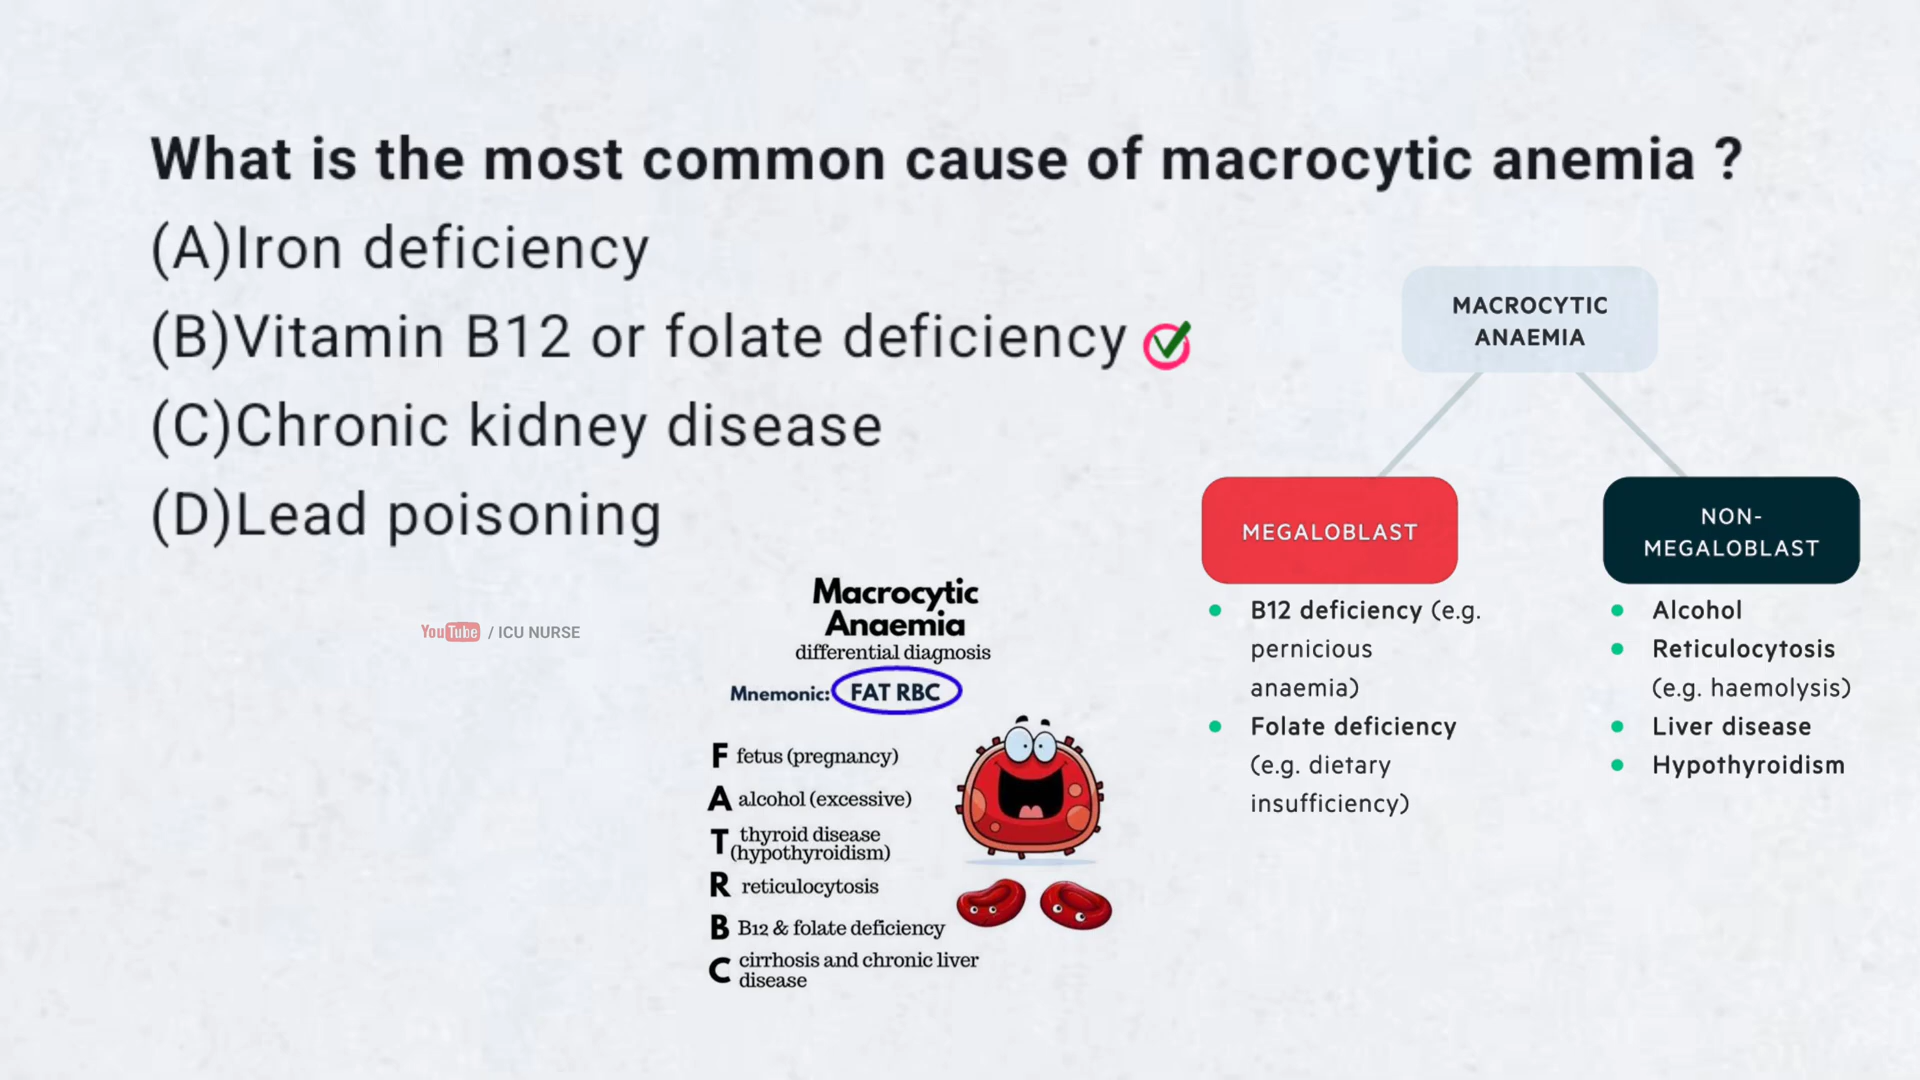 What is the most common cause of macrocytic anemia ?
(A)Iron deficiency
(B)Vitamin B12 or folate deficiency
(C)Chronic kidney disease
(D)Lead poisoning
YouTube / ICU NURSE
Macrocytic
Anaemia
differential diagnosis
Mnemonic: FAT RBC
F fetus (pregnancy)
A alcohol (excessive)
T thyroid disease
(hypothyroidism)
R reticulocytosis
B B12 & folate deficiency
C cirrhosis and chronic liver
disease
MACROCYTIC
ANAEMIA
MEGALOBLAST
B12 deficiency (e.g.
pernicious
anaemia)
Folate deficiency
(e.g. dietary
insufficiency)
NON-
MEGALOBLAST
Alcohol
Reticulocytosis
(e.g. haemolysis)
Liver disease
Hypothyroidism